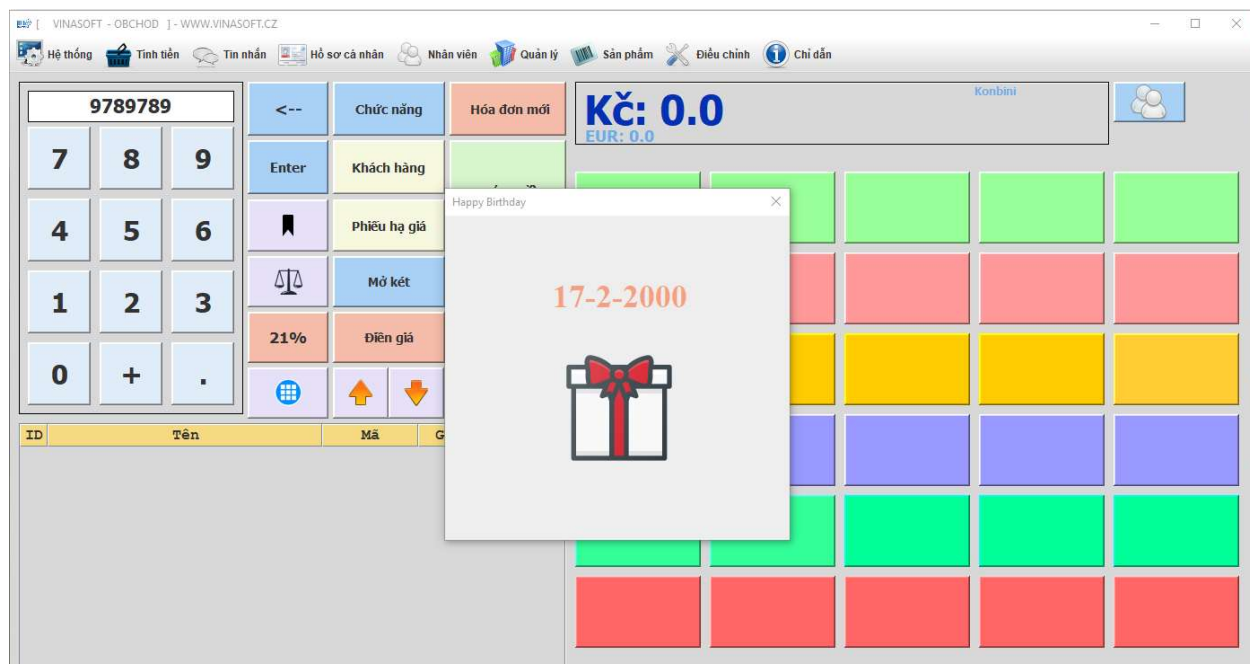 [ VINASOFT - OBCHOD ] - WWW.VINASOFT.CZ
Hệ thống Tính tiền Tin nhắn Hồ sơ cá nhân Nhân viên Quản lý Sản phẩm Điều chỉnh Chỉ dẫn
9789789 <-- Chức năng Hóa đơn mới
Kč: 0.0
EUR: 0.0
Konbini
7 8 9 Enter Khách hàng
Happy Birthday
4 5 6 Phiếu hạ giá
1 2 3 Mở két
17-2-2000
21% Điền giá
0 + .
ID Tên Mã G